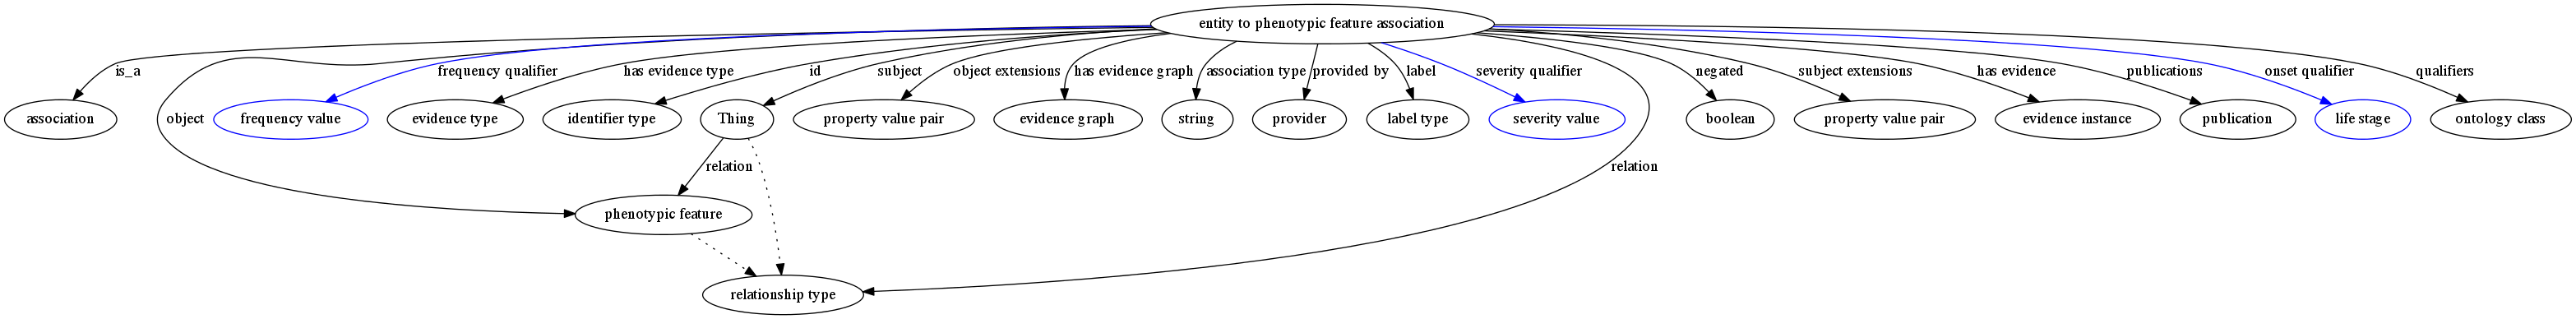 entity to phenotypic feature association
is_a
frequency qualifier
has evidence type
id
subject
object extensions
has evidence graph
association type
provided by
label
severity qualifier
negated
subject extensions
has evidence
publications
onset qualifier
qualifiers
association
object
frequency value
evidence type
identifier type
Thing
property value pair
evidence graph
string
provider
label type
severity value
boolean
property value pair
evidence instance
publication
life stage
ontology class
relation
relation
phenotypic feature
relationship type